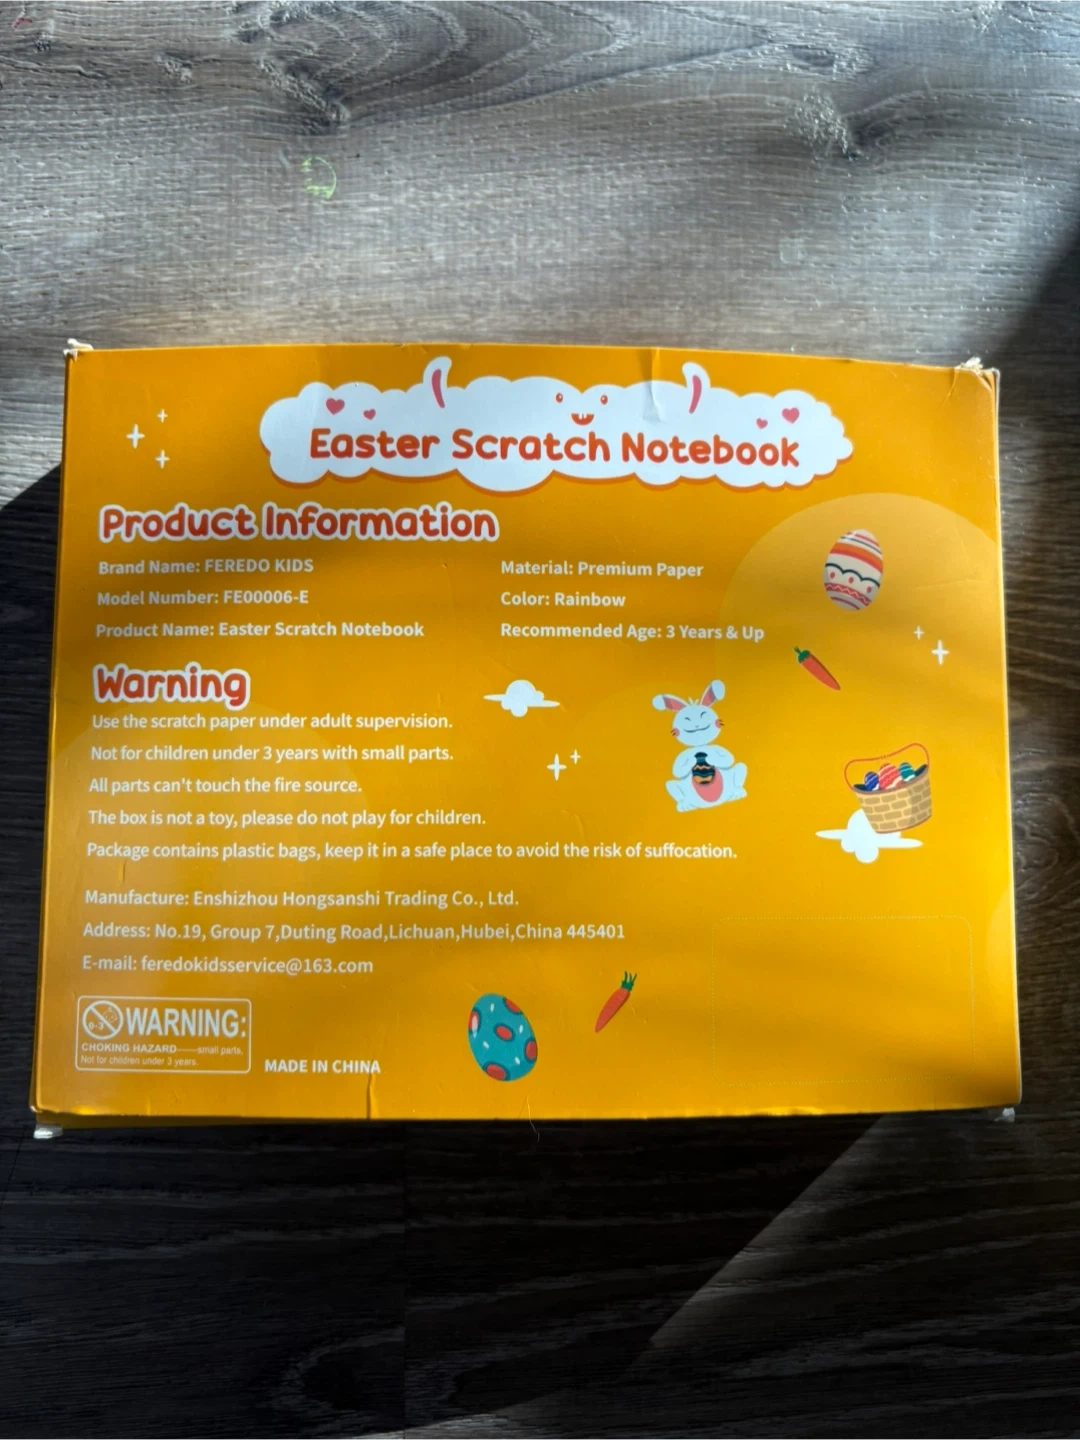 Easter Scratch Notebook
Product Information
Brand Name: FEREDO KIDS
Model Number: FE00006-E
Product Name: Easter Scratch Notebook
Material: Premium Paper
Color: Rainbow
Recommended Age: 3 Years & Up
Warning
Use the scratch paper under adult supervision.
Not for children under 3 years with small parts.
All parts can't touch the fire source.
The box is not a toy, please do not play for children.
Package contains plastic bags, keep it in a safe place to avoid the risk of suffocation.
Manufacture: Enshizhou Hongsanshi Trading Co., Ltd.
Address: No.19, Group 7,Duting Road,Lichuan,Hubei,China 445401
E-mail: feredokidsservice@163.com
0-3 WARNING:
CHOKING HAZARD——small parts.
Not for children under 3 years.
MADE IN CHINA